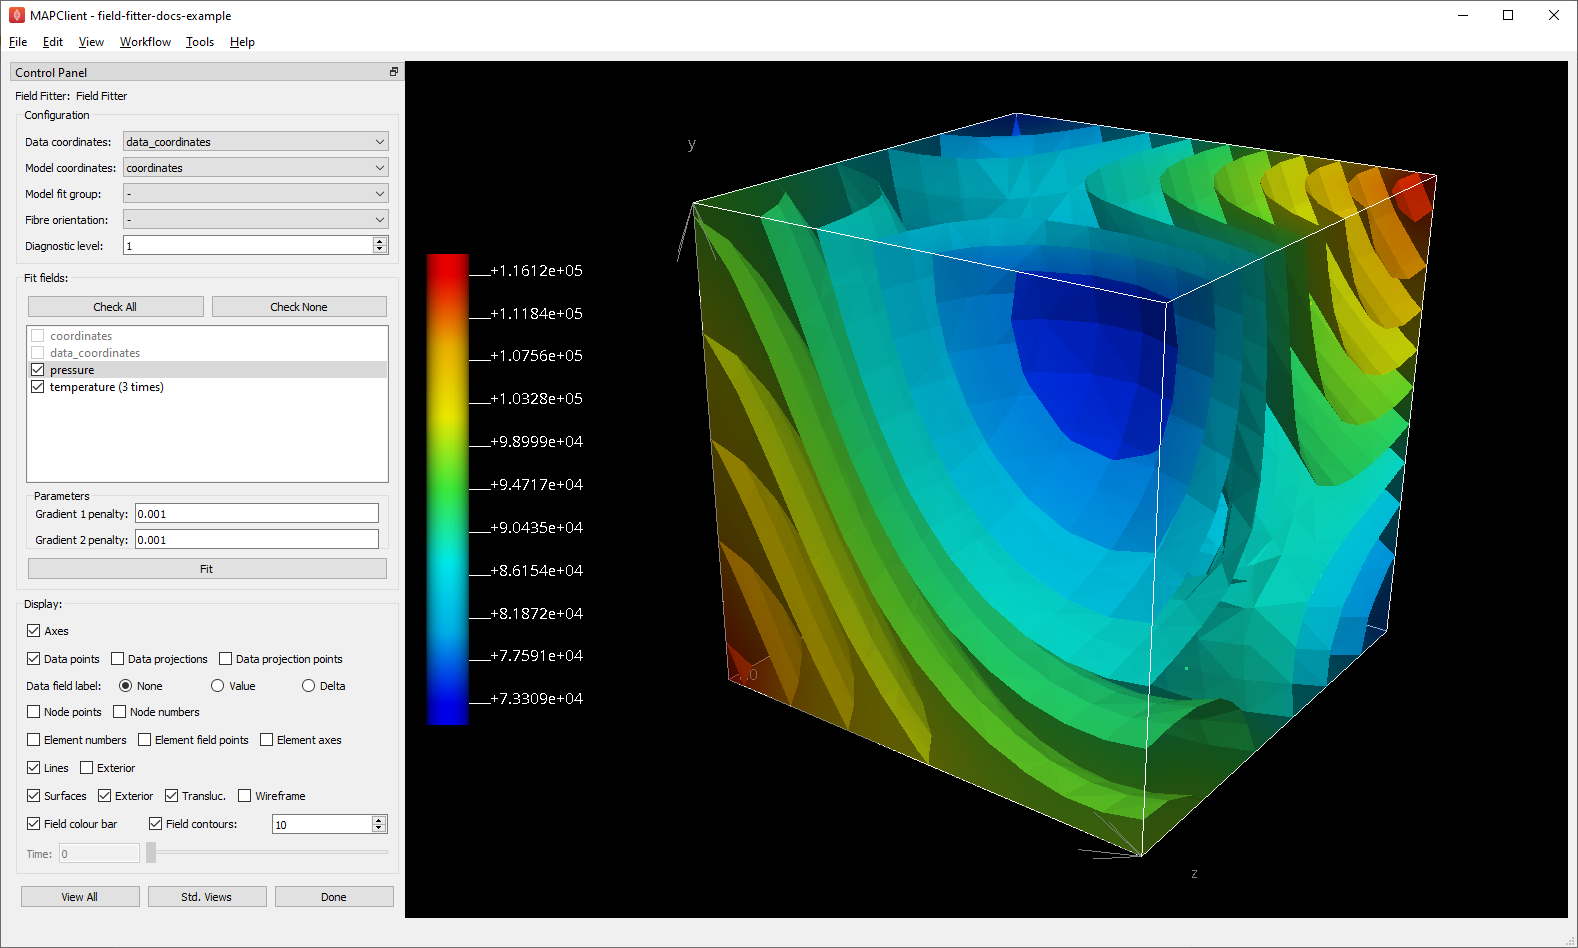 MAPClient - field-fitter-docs-example
File Edit View Workflow Tools Help
Control Panel
Field Fitter: Field Fitter
Configuration
Data coordinates: data_coordinates
Model coordinates: coordinates
Model fit group: -
Fibre orientation: -
Diagnostic level: 1
Fit fields:
Check All Check None
coordinates
data_coordinates
pressure
temperature (3 times)
Parameters
Gradient 1 penalty: 0.001
Gradient 2 penalty: 0.001
Fit
Display:
Axes
Data points Data projections Data projection points
Data field label: None Value Delta
Node points Node numbers
Element numbers Element field points Element axes
Lines Exterior
Surfaces Exterior Transluc. Wireframe
Field colour bar Field contours: 10
Time: 0
View All Std. Views Done
+1.1612e+05
+1.1184e+05
+1.0756e+05
+1.0328e+05
+9.8999e+04
+9.4717e+04
+9.0435e+04
+8.6154e+04
+8.1872e+04
+7.7591e+04
+7.3309e+04
y
z